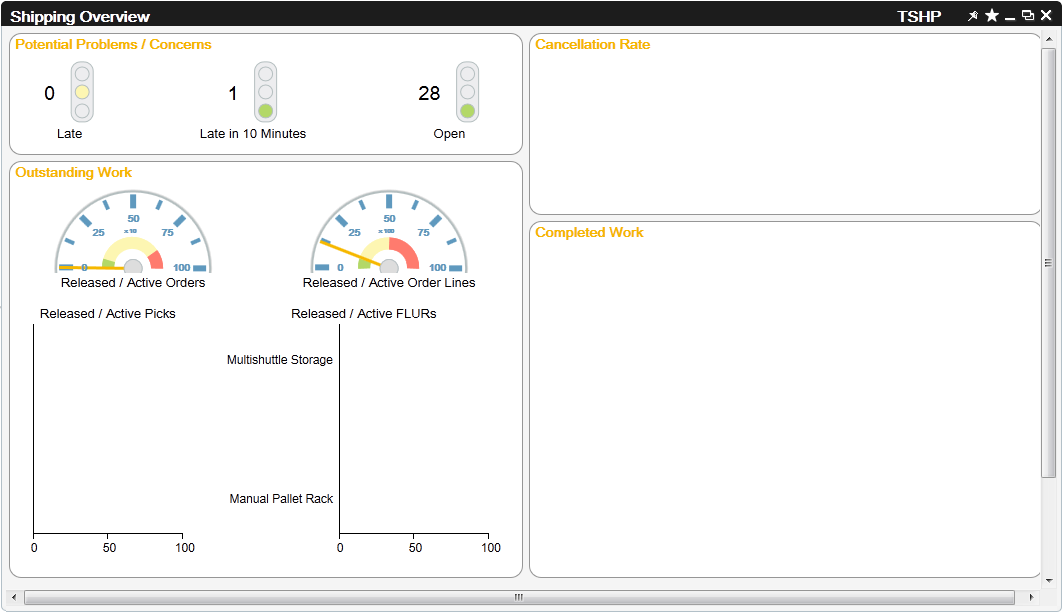 Shipping Overview
TSHP
Potential Problems / Concerns
0
1
28
Late
Late in 10 Minutes
Open
Outstanding Work
0
25
50
75
100
x 10
Released / Active Orders
0
25
50
75
100
x 100
Released / Active Order Lines
Released / Active Picks
0
50
100
Released / Active FLURs
Multishuttle Storage
Manual Pallet Rack
0
50
100
Cancellation Rate
Completed Work